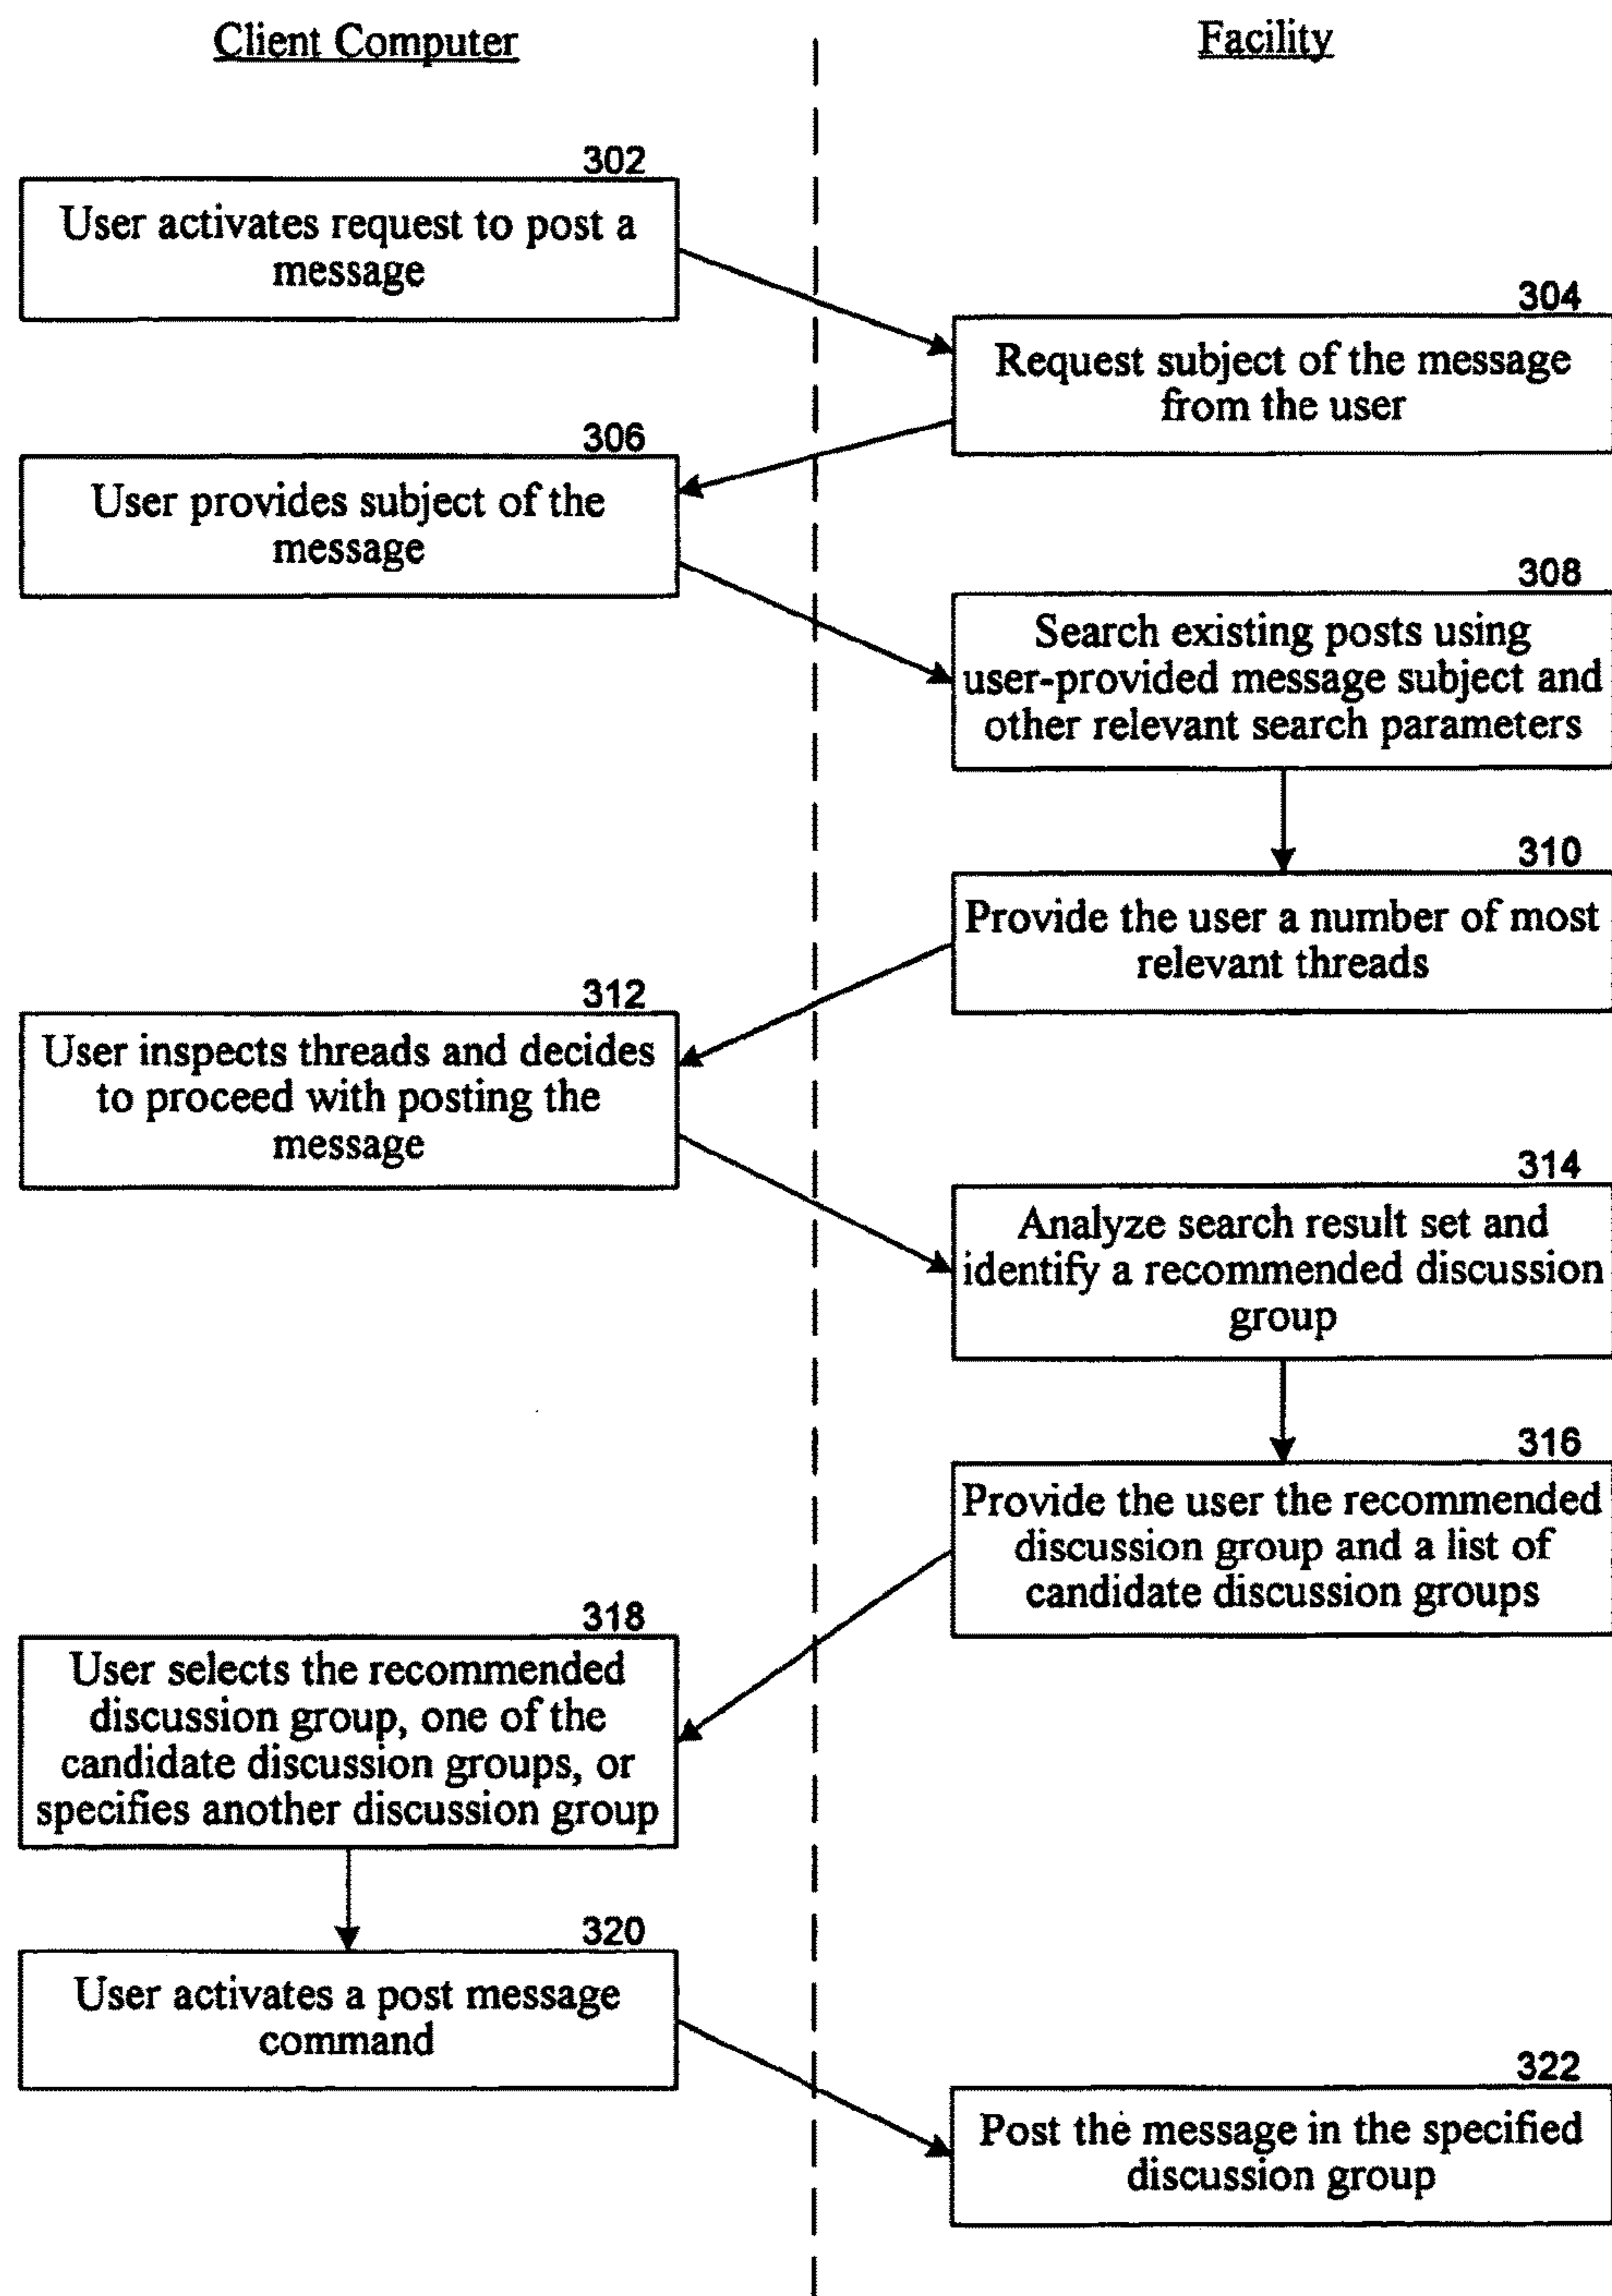 Client Computer
Facility
302
User activates request to post a
message
304
Request subject of the message
from the user
306
User provides subject of the
message
308
Search existing posts using
user-provided message subject and
other relevant search parameters
310
Provide the user a number of most
relevant threads
312
User inspects threads and decides
to proceed with posting the
message
314
Analyze search result set and
identify a recommended discussion
group
316
Provide the user the recommended
discussion group and a list of
candidate discussion groups
318
User selects the recommended
discussion group, one of the
candidate discussion groups, or
specifies another discussion group
320
User activates a post message
command
322
Post the message in the specified
discussion group